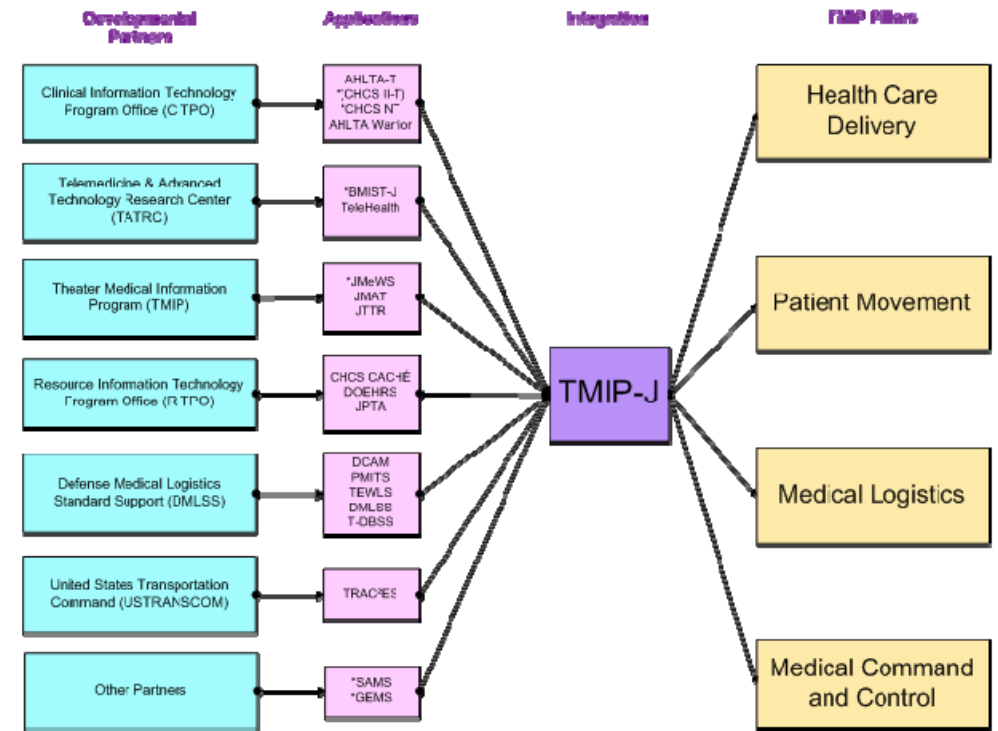 Developmental
Partners
Applications
Integration
TMIP Pillars
Clinical Information Technology
Program Office (CITPO)
AHLTA-T
*(CHCS II-T)
*CHCS NT
AHLTA Warrior
Health Care
Delivery
Telemedicine & Advanced
Technology Research Center
(TATRC)
*BMIST-J
TeleHealth
Theater Medical Information
Program (TMIP)
*JMeWS
JMAT
JTTR
Patient Movement
Resource Information Technology
Program Office (RITPO)
CHCS CACHÉ
DOEHRS
JPTA
TMIP-J
Defense Medical Logistics
Standard Support (DMLSS)
DCAM
PMITS
TEWLS
DMLSS
T-DBSS
Medical Logistics
United States Transportation
Command (USTRANSCOM)
TRAC²ES
Other Partners
*SAMS
*GEMS
Medical Command
and Control